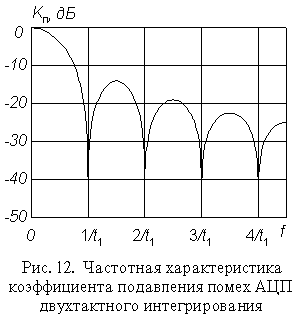 Kп, дБ
0
-10
-20
-30
-40
-50
0 1/t1 2/t1 3/t1 4/t1 f
Рис. 12. Частотная характеристика
коэффициента подавления помех АЦП
двухтактного интегрирования